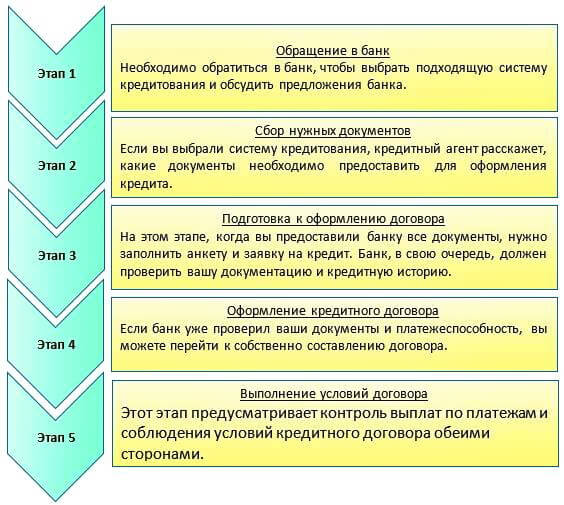 Этап 1
Обращение в банк
Необходимо обратиться в банк, чтобы выбрать подходящую систему
кредитования и обсудить предложения банка.
Этап 2
Сбор нужных документов
Если вы выбрали систему кредитования, кредитный агент расскажет,
какие документы необходимо предоставить для оформления
кредита.
Этап 3
Подготовка к оформлению договора
На этом этапе, когда вы предоставили банку все документы, нужно
заполнить анкету и заявку на кредит. Банк, в свою очередь, должен
проверить вашу документацию и кредитную историю.
Этап 4
Оформление кредитного договора
Если банк уже проверил ваши документы и платежеспособность, вы
можете перейти к собственно составлению договора.
Этап 5
Выполнение условий договора
Этот этап предусматривает контроль выплат по платежам и
соблюдения условий кредитного договора обеими
сторонами.